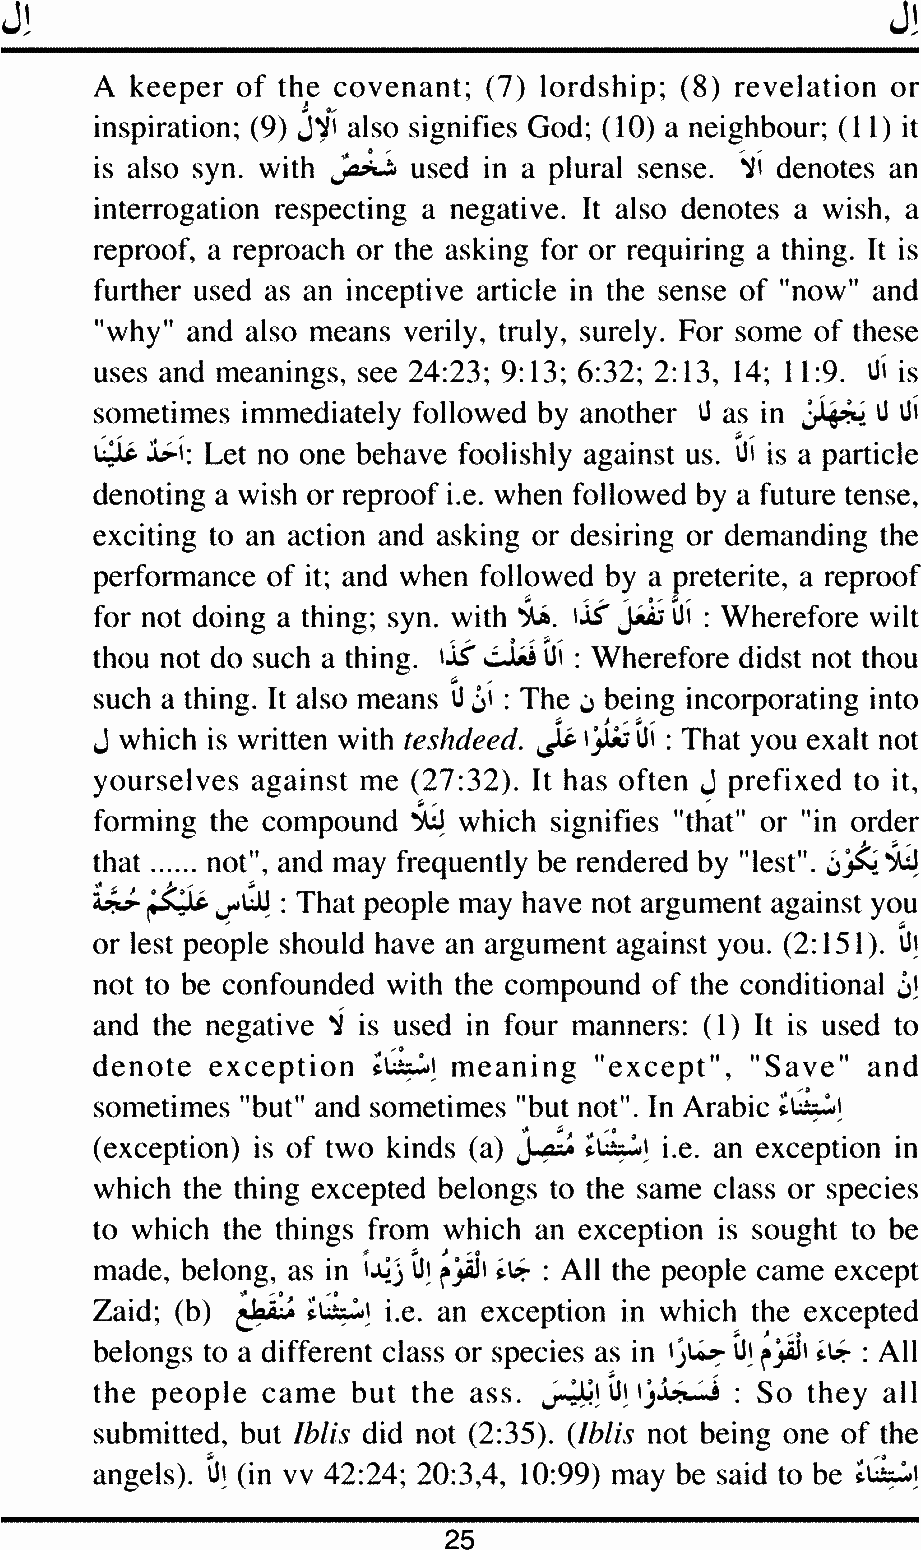 اِل اِل
A keeper of the covenant; (7) lordship; (8) revelation or
inspiration; (9) اَلْاِلُّ also signifies God; (10) a neighbour; (11) it
is also syn. with شَخْصٌ used in a plural sense. اَلاَ denotes an
interrogation respecting a negative. It also denotes a wish, a
reproof, a reproach or the asking for or requiring a thing. It is
further used as an inceptive article in the sense of "now" and
"why" and also means verily, truly, surely. For some of these
uses and meanings, see 24:23; 9:13; 6:32; 2:13, 14; 11:9. اَلا is
sometimes immediately followed by another لا as in اَلا لا يَجْهَلَنْ
اَحَدٌ عَلَيْنَا: Let no one behave foolishly against us. اَلاَّ is a particle
denoting a wish or reproof i.e. when followed by a future tense,
exciting to an action and asking or desiring or demanding the
performance of it; and when followed by a preterite, a reproof
for not doing a thing; syn. with هَلاَّ. اَلاَّ تَفْعَلُ كَذَا : Wherefore wilt
thou not do such a thing. اَلاَّ فَعَلْتَ كَذَا : Wherefore didst not thou
such a thing. It also means اَنْ لاَّ : The ن being incorporating into
ل which is written with teshdeed. اَلاَّ تَعْلُوْا عَلَّى : That you exalt not
yourselves against me (27:32). It has often لِ prefixed to it,
forming the compound لِئَلاَّ which signifies "that" or "in order
that ...... not", and may frequently be rendered by "lest". لِئَلاَّ يَكُوْنَ
لِلنَّاسِ عَلَيْكُمْ حُجَّةٌ : That people may have not argument against you
or lest people should have an argument against you. (2:151). اِلاَّ
not to be confounded with the compound of the conditional اِنْ
and the negative لَا is used in four manners: (1) It is used to
denote exception اِسْتِثْنَاءٌ meaning "except", "Save" and
sometimes "but" and sometimes "but not". In Arabic اِسْتِثْنَاءٌ
(exception) is of two kinds (a) اِسْتِثْنَاءٌ مُتَّصِلٌ i.e. an exception in
which the thing excepted belongs to the same class or species
to which the things from which an exception is sought to be
made, belong, as in جَاءَ الْقَوْمُ اِلاَّ زَيْداً : All the people came except
Zaid; (b) اِسْتِثْنَاءٌ مُنْقَطِعٌ i.e. an exception in which the excepted
belongs to a different class or species as in جَاءَ الْقَوْمُ اِلاَّ حِمَارًا : All
the people came but the ass. فَسَجَدُوْا اِلاَّ اِبْلِيْسَ : So they all
submitted, but Iblis did not (2:35). (Iblis not being one of the
angels). اِلاَّ (in vv 42:24; 20:3,4, 10:99) may be said to be اِسْتِثْنَاءٌ
25